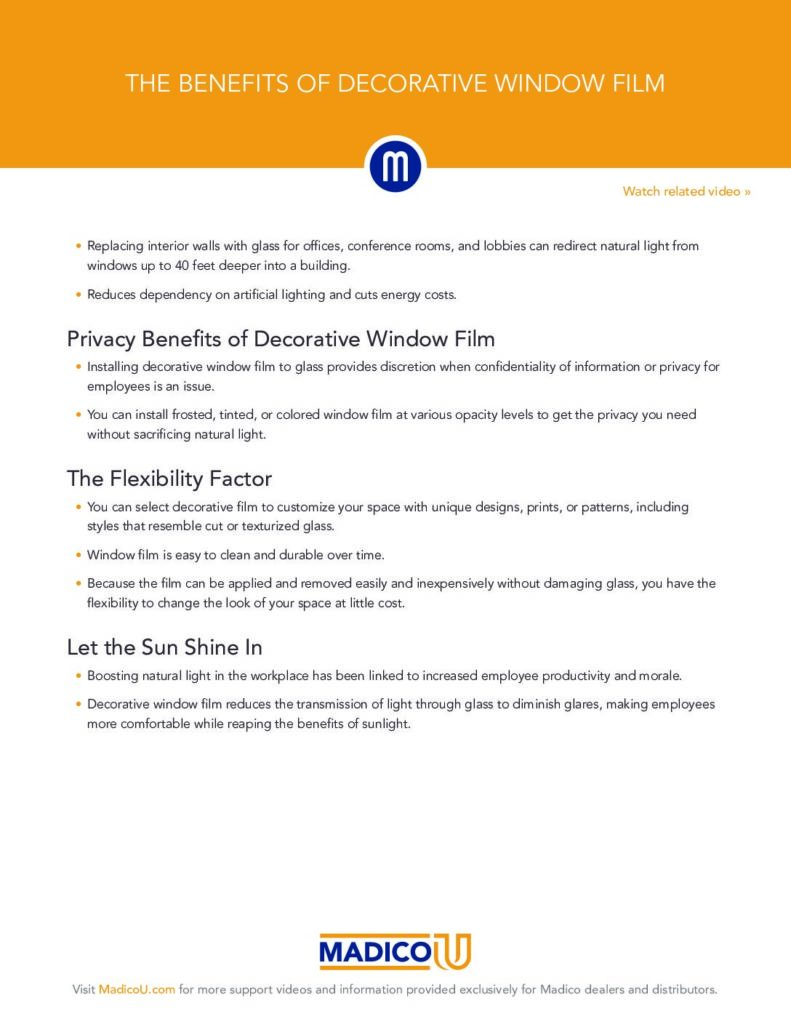 THE BENEFITS OF DECORATIVE WINDOW FILM
m
Watch related video »
• Replacing interior walls with glass for offices, conference rooms, and lobbies can redirect natural light from
windows up to 40 feet deeper into a building.
• Reduces dependency on artificial lighting and cuts energy costs.
Privacy Benefits of Decorative Window Film
• Installing decorative window film to glass provides discretion when confidentiality of information or privacy for
employees is an issue.
• You can install frosted, tinted, or colored window film at various opacity levels to get the privacy you need
without sacrificing natural light.
The Flexibility Factor
• You can select decorative film to customize your space with unique designs, prints, or patterns, including
styles that resemble cut or texturized glass.
• Window film is easy to clean and durable over time.
• Because the film can be applied and removed easily and inexpensively without damaging glass, you have the
flexibility to change the look of your space at little cost.
Let the Sun Shine In
• Boosting natural light in the workplace has been linked to increased employee productivity and morale.
• Decorative window film reduces the transmission of light through glass to diminish glares, making employees
more comfortable while reaping the benefits of sunlight.
MADICO U
Visit MadicoU.com for more support videos and information provided exclusively for Madico dealers and distributors.